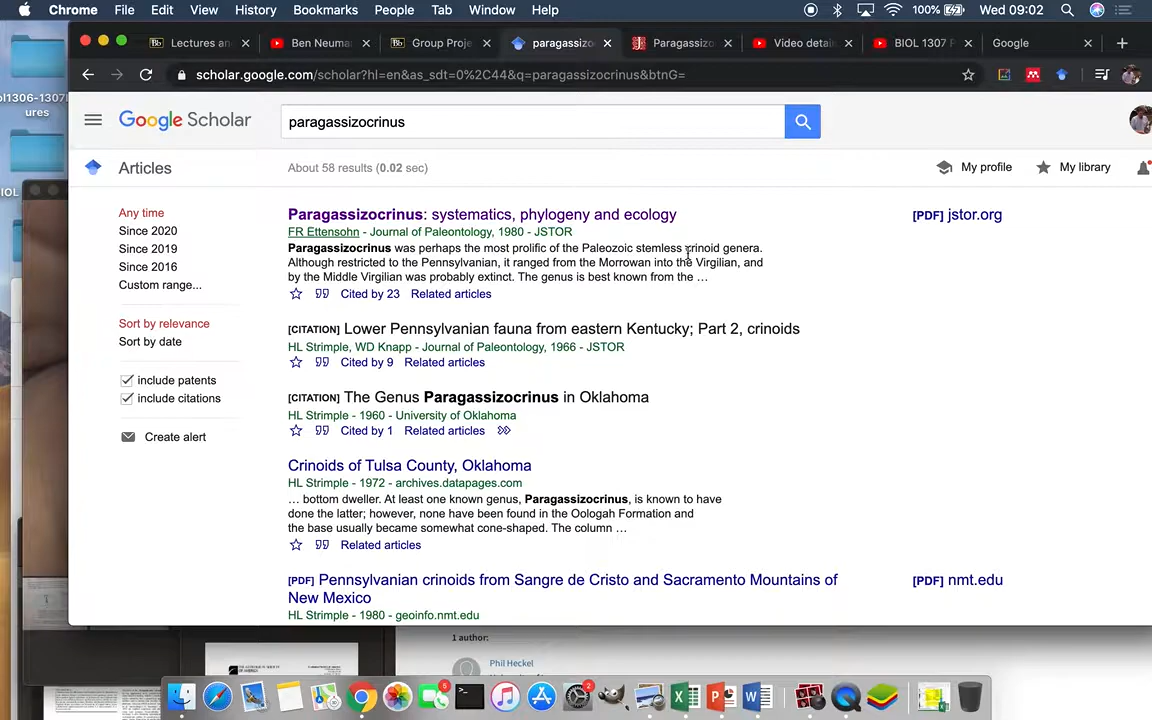 Chrome File Edit View History Bookmarks People Tab Window Help 100% Wed 09:02
Lectures an Ben Neuma Group Proje paragassizo Paragassizo Video detai BIOL 1307 P Google
scholar.google.com/scholar?hl=en&as_sdt=0%2C44&q=paragassizocrinus&btnG=
Google Scholar
paragassizocrinus
Articles
About 58 results (0.02 sec)
My profile My library
Any time
Since 2020
Since 2019
Since 2016
Custom range...
Sort by relevance
Sort by date
include patents
include citations
Create alert
Paragassizocrinus: systematics, phylogeny and ecology
[PDF] jstor.org
FR Ettensohn - Journal of Paleontology, 1980 - JSTOR
Paragassizocrinus was perhaps the most prolific of the Paleozoic stemless crinoid genera.
Although restricted to the Pennsylvanian, it ranged from the Morrowan into the Virgilian, and
by the Middle Virgilian was probably extinct. The genus is best known from the …
Cited by 23 Related articles
[CITATION] Lower Pennsylvanian fauna from eastern Kentucky; Part 2, crinoids
HL Strimple, WD Knapp - Journal of Paleontology, 1966 - JSTOR
Cited by 9 Related articles
[CITATION] The Genus Paragassizocrinus in Oklahoma
HL Strimple - 1960 - University of Oklahoma
Cited by 1 Related articles
Crinoids of Tulsa County, Oklahoma
HL Strimple - 1972 - archives.datapages.com
… bottom dweller. At least one known genus, Paragassizocrinus, is known to have
done the latter; however, none have been found in the Oologah Formation and
the base usually became somewhat cone-shaped. The column …
Related articles
[PDF] Pennsylvanian crinoids from Sangre de Cristo and Sacramento Mountains of
New Mexico
[PDF] nmt.edu
HL Strimple - 1980 - geoinfo.nmt.edu
ol1306-1307l
ures
BIOL
1 author:
Phil Heckel
5
2